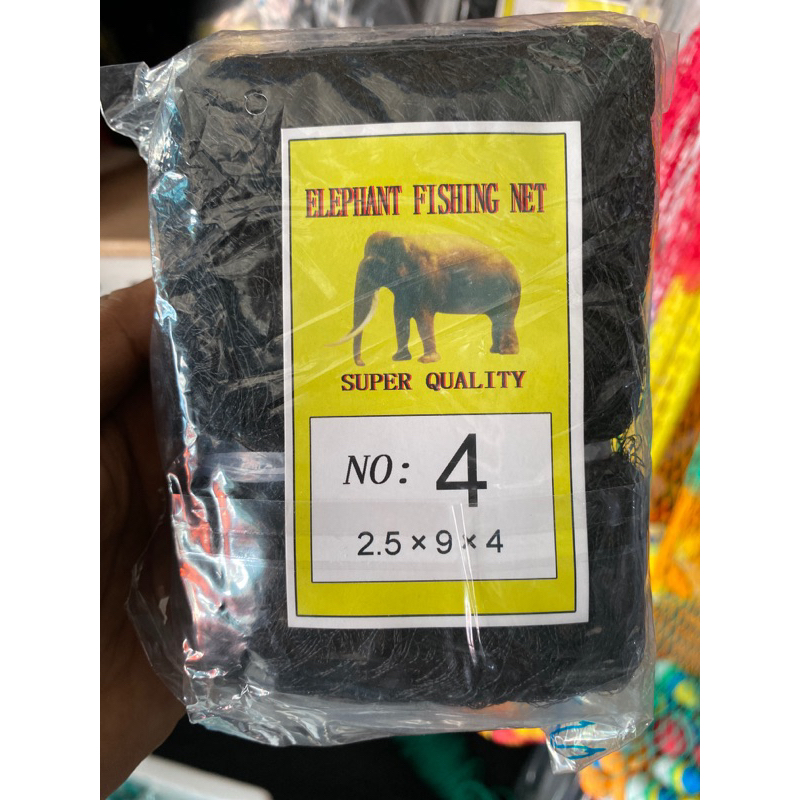 ELEPHANT FISHING NET
SUPER QUALITY
NO: 4
2.5×9×4